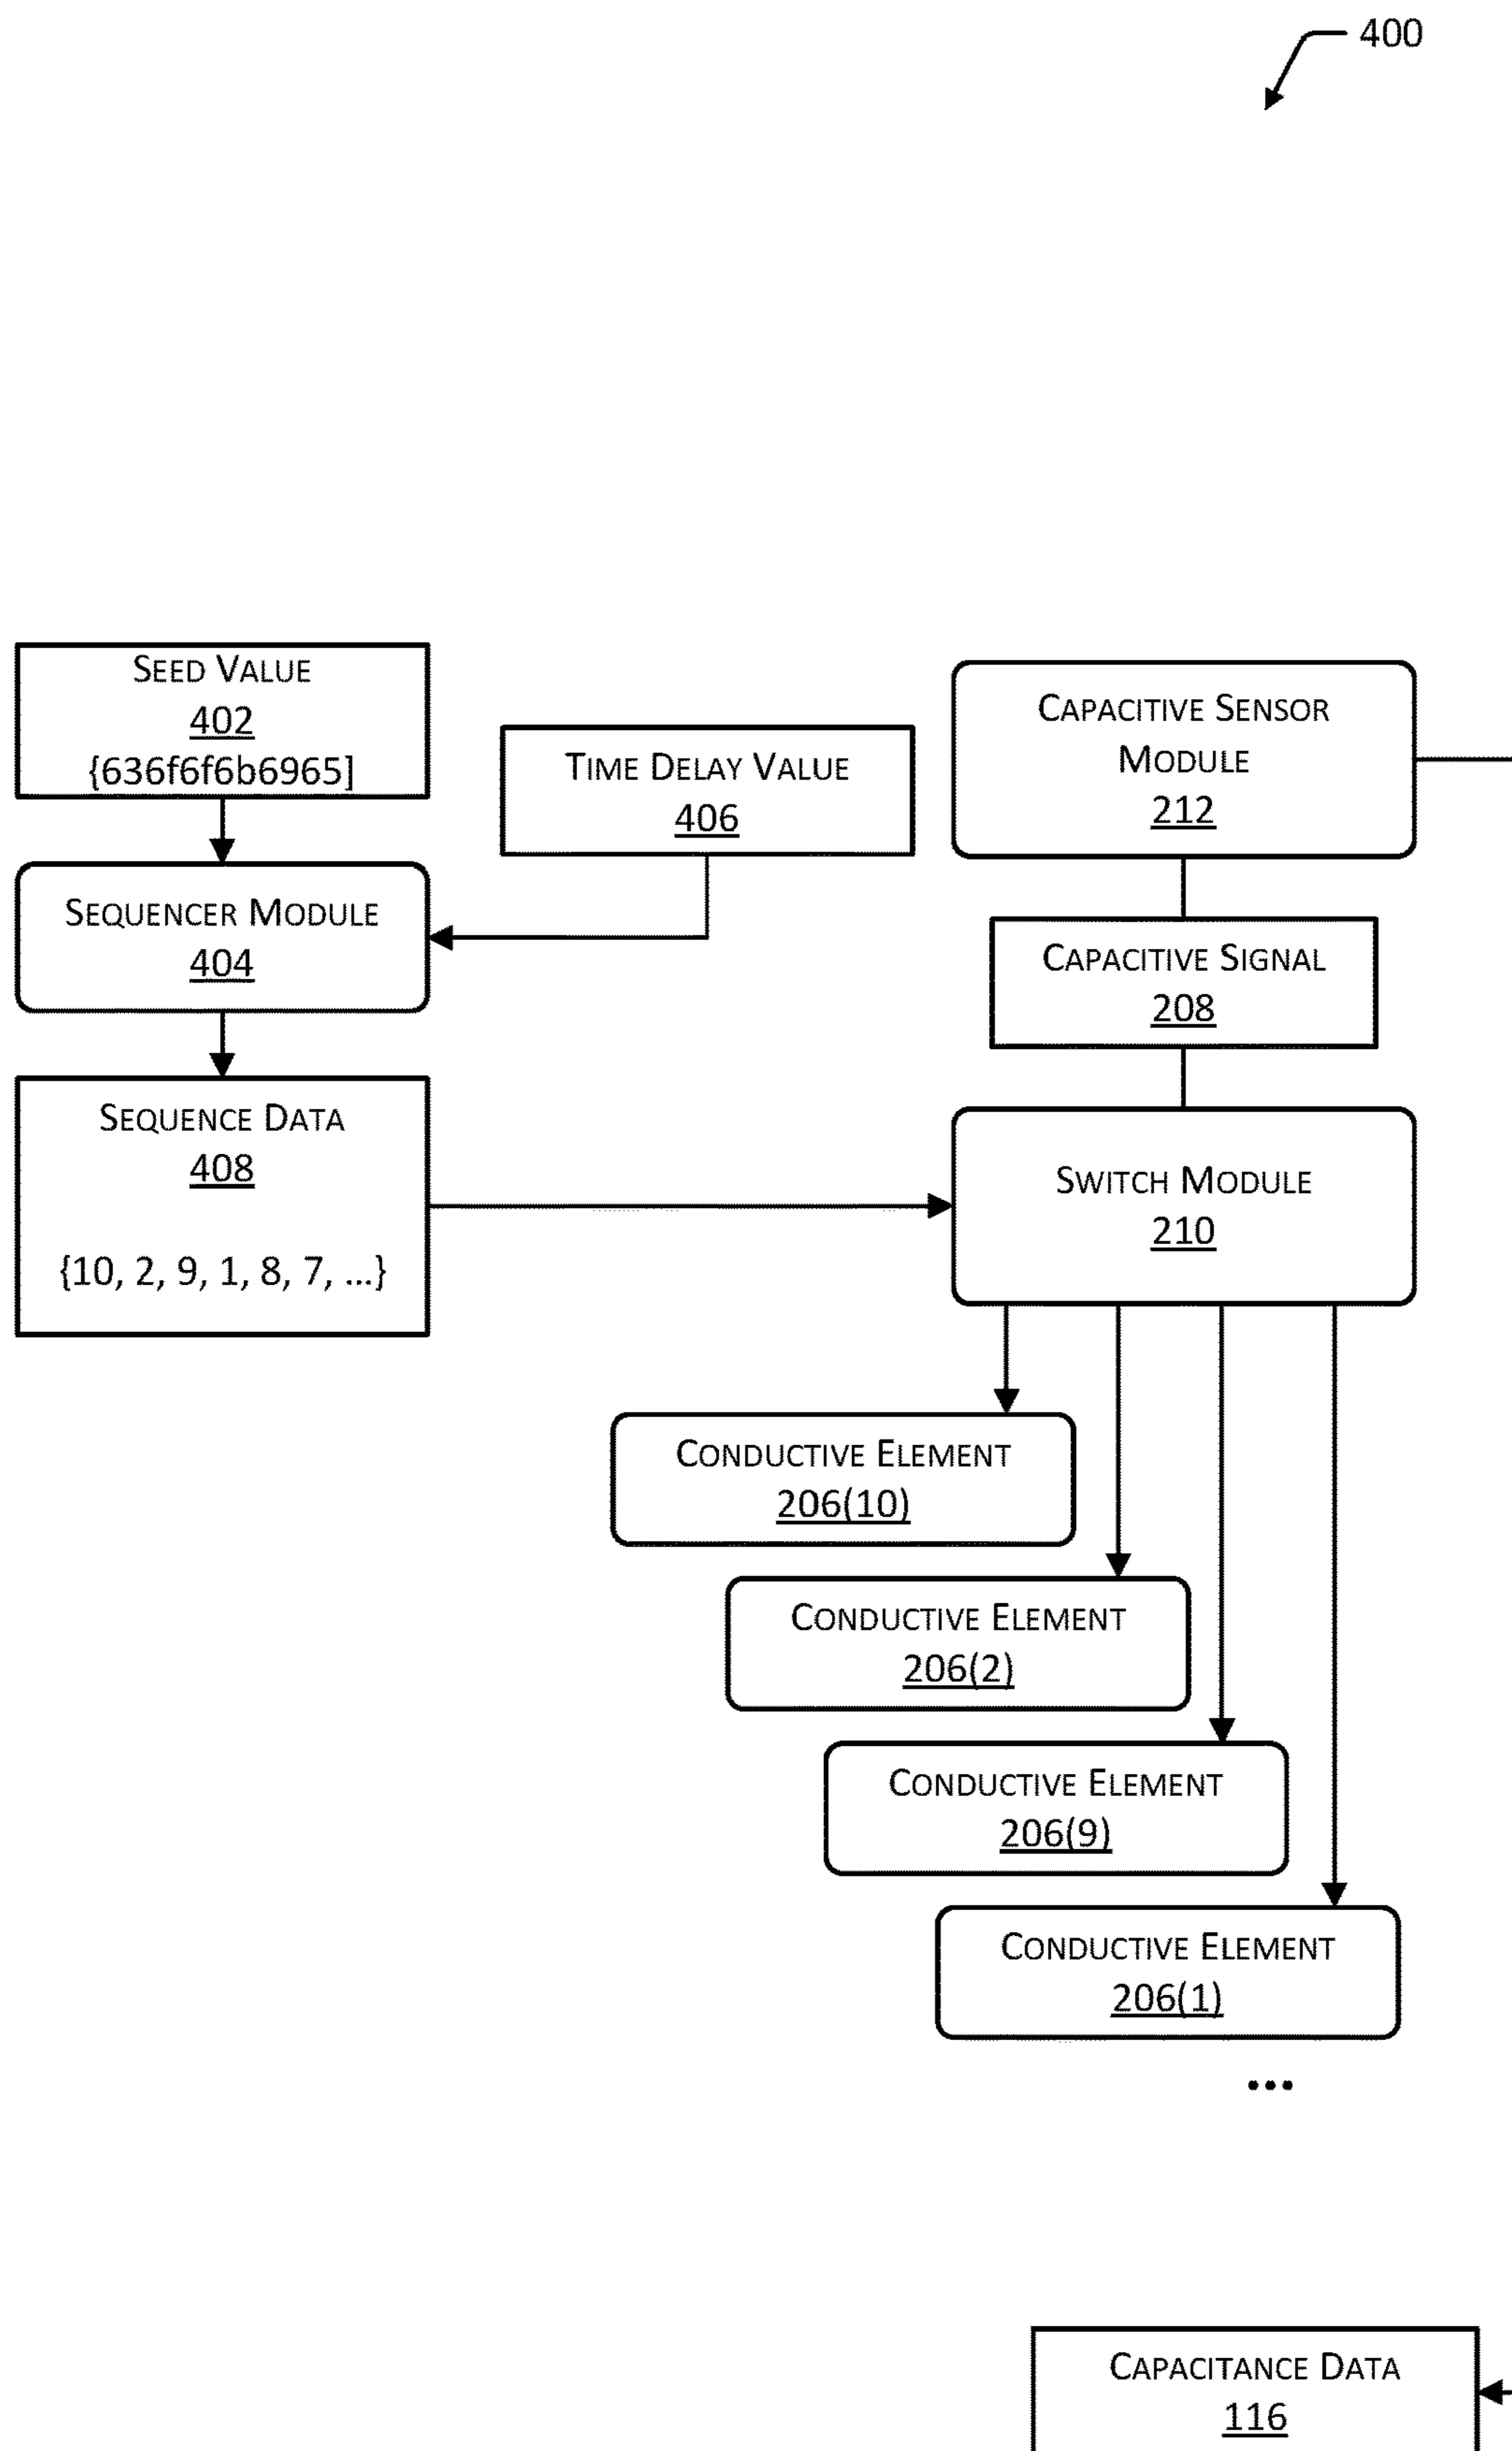 400
SEED VALUE
402
{636f6f6b6965]
TIME DELAY VALUE
406
SEQUENCER MODULE
404
SEQUENCE DATA
408
{10, 2, 9, 1, 8, 7, ...}
CAPACITIVE SENSOR
MODULE
212
CAPACITIVE SIGNAL
208
SWITCH MODULE
210
CONDUCTIVE ELEMENT
206(10)
CONDUCTIVE ELEMENT
206(2)
CONDUCTIVE ELEMENT
206(9)
CONDUCTIVE ELEMENT
206(1)
...
CAPACITANCE DATA
116